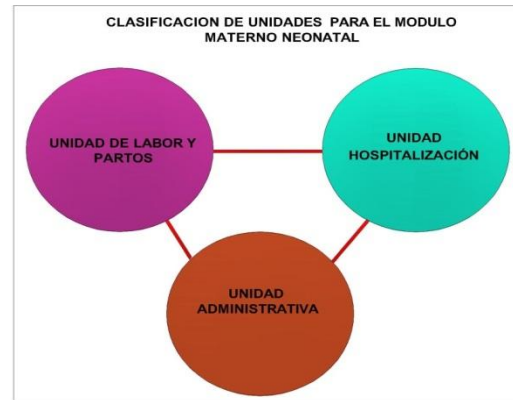 CLASIFICACION DE UNIDADES PARA EL MODULO
MATERNO NEONATAL
UNIDAD DE LABOR Y
PARTOS
UNIDAD
HOSPITALIZACIÓN
UNIDAD
ADMINISTRATIVA